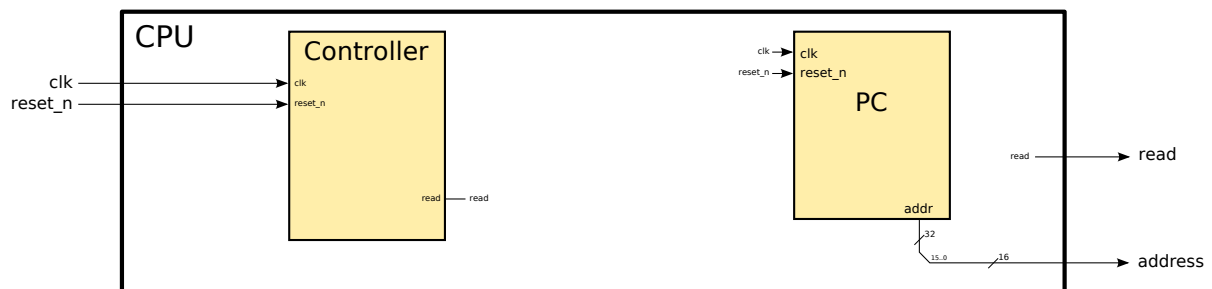 CPU
Controller
clk
clk
clk
clk
reset_n
reset_n
reset_n
reset_n
PC
read
read
read
read
addr
32
15..0
16
address